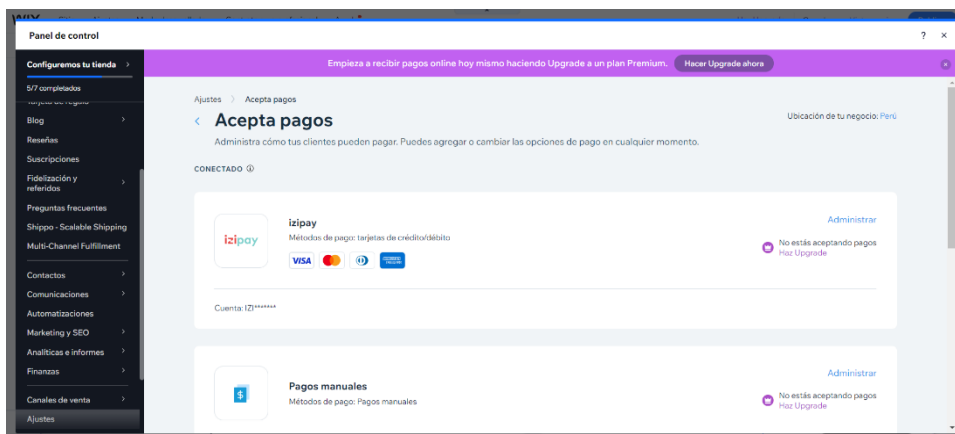 WIX
Panel de control
? ×
Configuremos tu tienda
5/7 completados
Tarjeta de regalo
Blog
Reseñas
Suscripciones
Fidelización y
referidos
Preguntas frecuentes
Shippo - Scalable Shipping
Multi-Channel Fulfillment
Contactos
Comunicaciones
Automatizaciones
Marketing y SEO
Analíticas e informes
Finanzas
Canales de venta
Ajustes
Empieza a recibir pagos online hoy mismo haciendo Upgrade a un plan Premium. Hacer Upgrade ahora
Ajustes > Acepta pagos
Acepta pagos
Ubicación de tu negocio: Perú
Administra cómo tus clientes pueden pagar. Puedes agregar o cambiar las opciones de pago en cualquier momento.
CONECTADO
izipay
izipay
Métodos de pago: tarjetas de crédito/débito
VISA
Administrar
No estás aceptando pagos
Haz Upgrade
Cuenta: IZI*******
$
Pagos manuales
Métodos de pago: Pagos manuales
Administrar
No estás aceptando pagos
Haz Upgrade